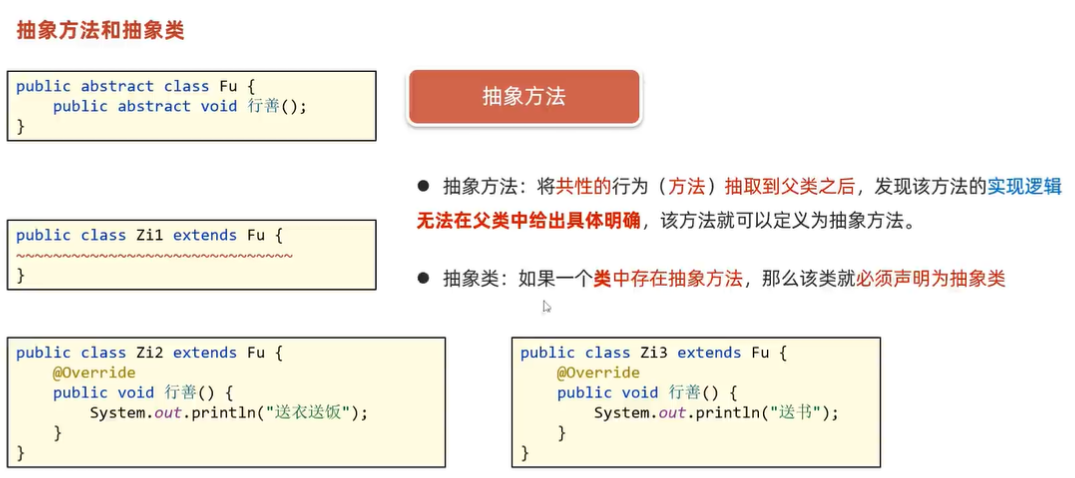 抽象方法和抽象类
public abstract class Fu {
    public abstract void 行善();
}
抽象方法
● 抽象方法：将共性的行为（方法）抽取到父类之后，发现该方法的实现逻辑
无法在父类中给出具体明确，该方法就可以定义为抽象方法。
public class Zi1 extends Fu {
~~~~~~~~~~~~~~~~~~~~~~~~~~~~~~
}
● 抽象类：如果一个类中存在抽象方法，那么该类就必须声明为抽象类
public class Zi2 extends Fu {
    @Override
    public void 行善() {
        System.out.println("送衣送饭");
    }
}
public class Zi3 extends Fu {
    @Override
    public void 行善() {
        System.out.println("送书");
    }
}